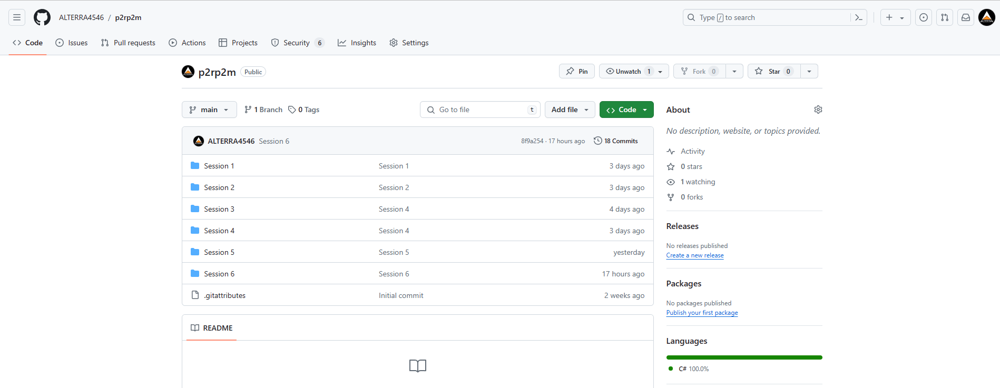 ALTERRA4546 / p2rp2m Type / to search
Code Issues Pull requests Actions Projects Security 6 Insights Settings
p2rp2m Public Pin Unwatch 1 Fork 0 Star 0
main 1 Branch 0 Tags Go to file t Add file Code
ALTERRA4546 Session 6 8f9a254 · 17 hours ago 18 Commits
Session 1 Session 1 3 days ago
Session 2 Session 2 3 days ago
Session 3 Session 4 4 days ago
Session 4 Session 4 3 days ago
Session 5 Session 5 yesterday
Session 6 Session 6 17 hours ago
.gitattributes Initial commit 2 weeks ago
README
About
No description, website, or topics provided.
Activity
0 stars
1 watching
0 forks
Releases
No releases published
Create a new release
Packages
No packages published
Publish your first package
Languages
C# 100.0%